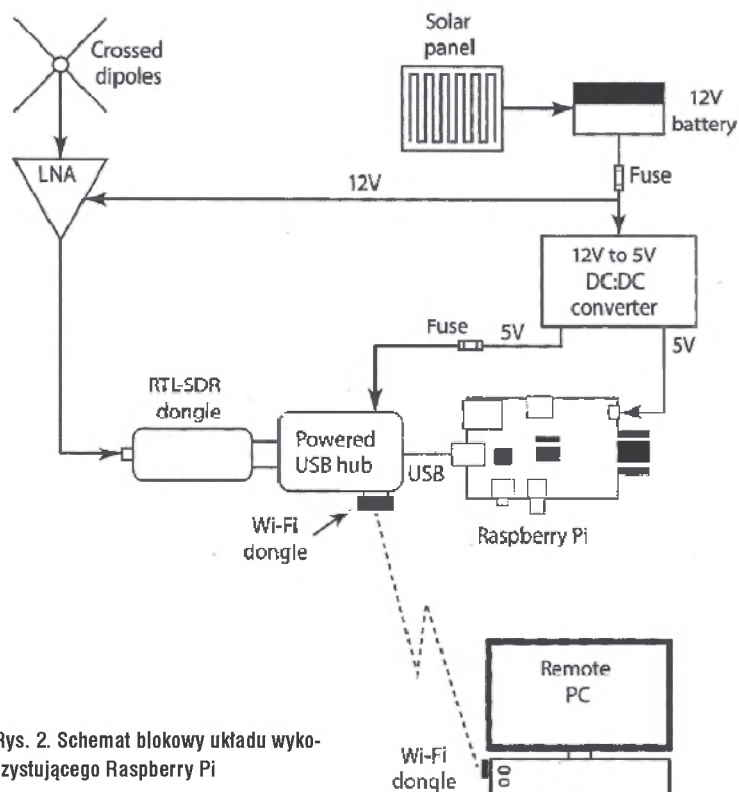 Crossed
dipoles
Solar
panel
12V
battery
LNA
12V
Fuse
12V to 5V
DC:DC
converter
Fuse
5V
5V
RTL-SDR
dongle
Powered
USB hub
USB
Wi-Fi
dongle
Raspberry Pi
Remote
PC
Wi-Fi
dongle
Rys. 2. Schemat blokowy układu wyko-
zystującego Raspberry Pi